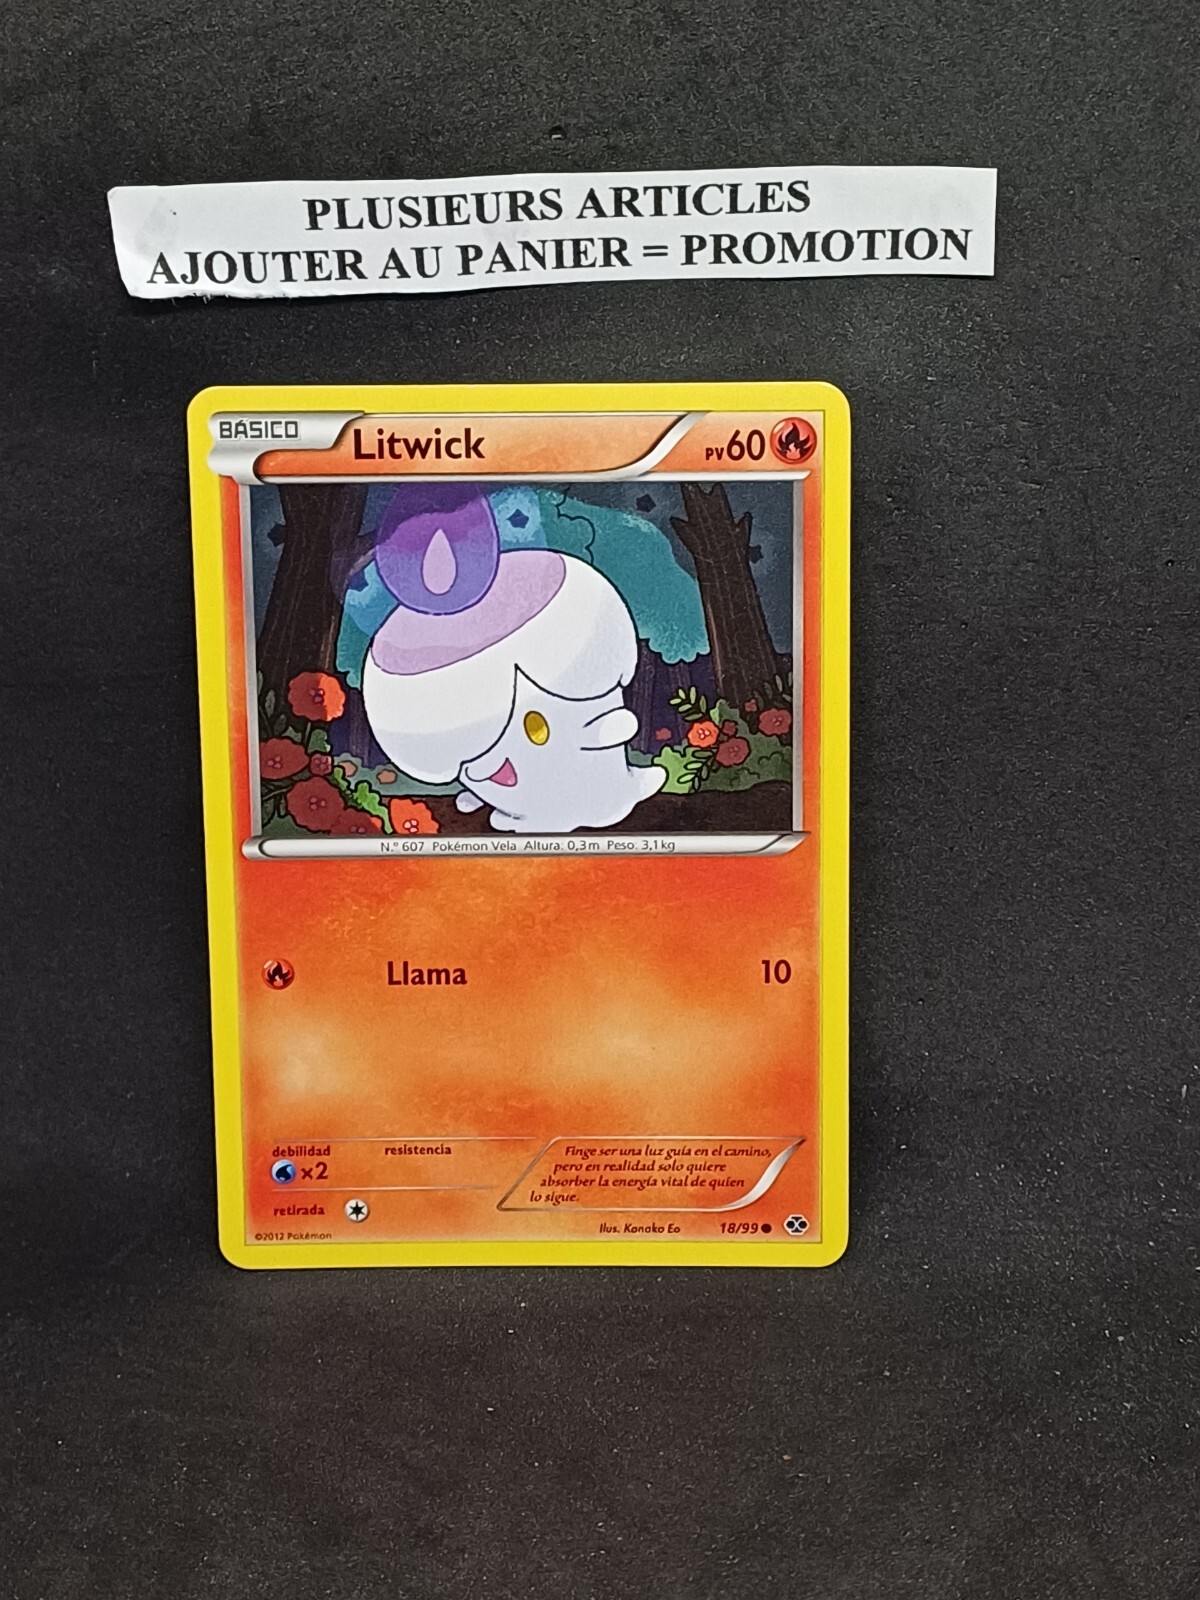 PLUSIEURS ARTICLES
AJOUTER AU PANIER = PROMOTION
BÁSICO
Litwick
PV60
N.º 607 Pokémon Vela Altura: 0,3m Peso: 3,1kg
Llama 10
debilidad
x2
resistencia
retirada
Finge ser una luz guía en el camino,
pero en realidad solo quiere
absorber la energía vital de quien
lo sigue.
©2012 Pokémon
Ilus. Kanako Eo
18/99